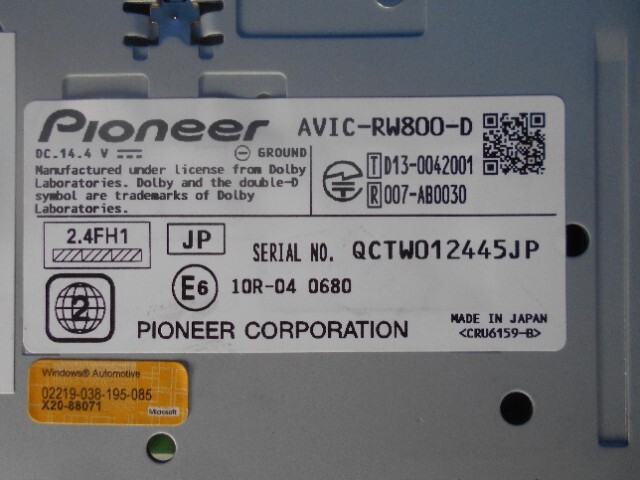 Pioneer AVIC-RW800-D
DC 14.4 V GROUND
Manufactured under license from Dolby
Laboratories. Dolby and the double-D
symbol are trademarks of Dolby
Laboratories.
T D13-0042001
R 007-AB0030
2.4FH1
JP
SERIAL NO. QCTW012445JP
2
E6 10R-04 0680
PIONEER CORPORATION
MADE IN JAPAN
<CRU6159-B>
Windows® Automotive
02219-038-195-085
X20-88071
Microsoft